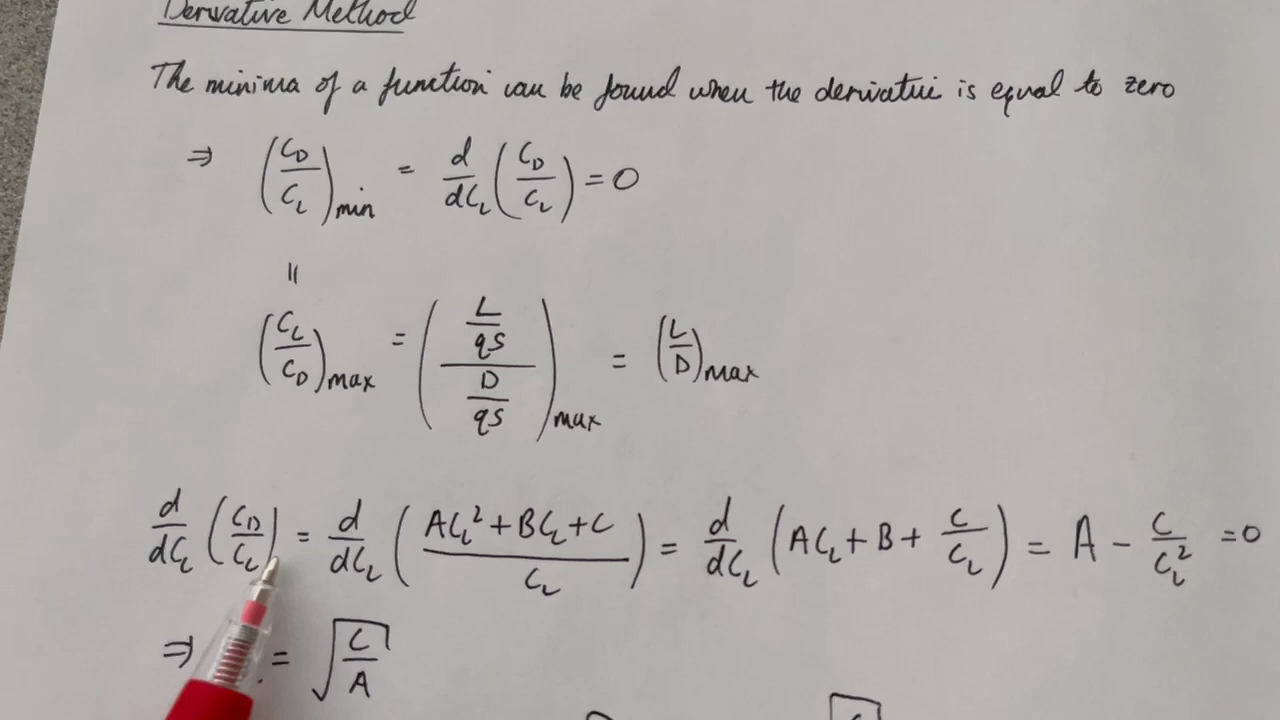 Derivative Method
The minima of a function can be found when the derivative is equal to zero
⇒ (C_D/C_L)_min = d/dC_L (C_D/C_L) = 0
=
(C_L/C_D)_max = ((L/qS)/(D/qS))_max = (L/D)_max
d/dC_L (C_D/C_L) = d/dC_L ((AC_L² + BC_L + C)/C_L) = d/dC_L (AC_L + B + C/C_L) = A − C/C_L² = 0
⇒ = √(C/A)